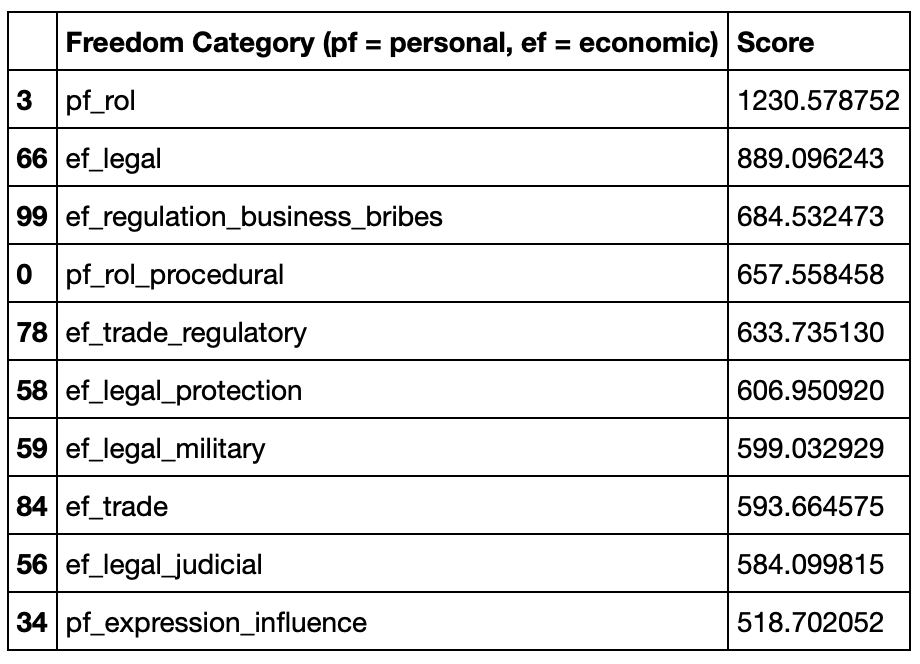 Freedom Category (pf = personal, ef = economic) Score
3 pf_rol 1230.578752
66 ef_legal 889.096243
99 ef_regulation_business_bribes 684.532473
0 pf_rol_procedural 657.558458
78 ef_trade_regulatory 633.735130
58 ef_legal_protection 606.950920
59 ef_legal_military 599.032929
84 ef_trade 593.664575
56 ef_legal_judicial 584.099815
34 pf_expression_influence 518.702052